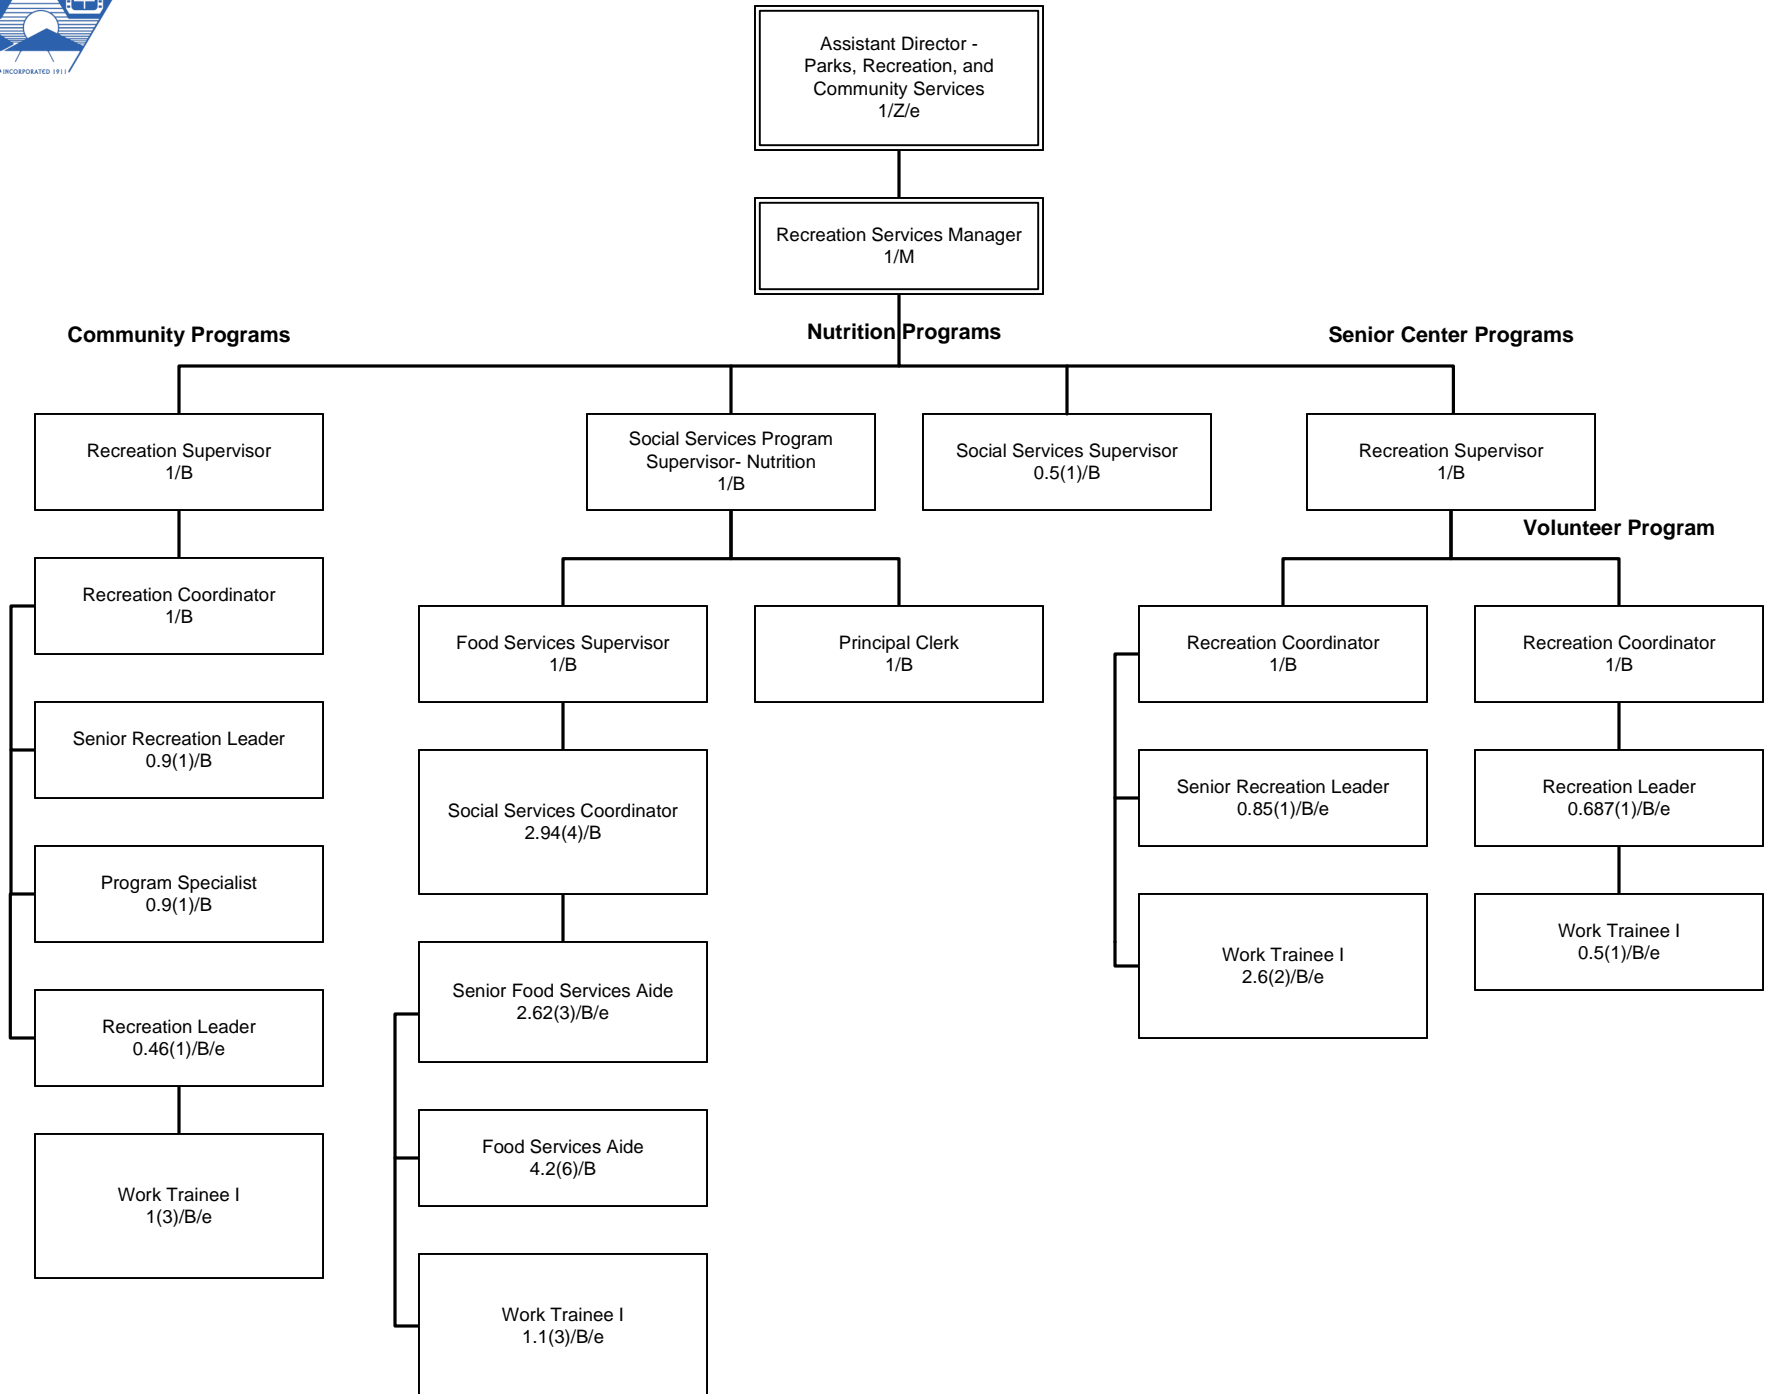 INCORPORATED 1911
Assistant Director -
Parks, Recreation, and
Community Services
1/Z/e
Recreation Services Manager
1/M
Community Programs
Nutrition Programs
Senior Center Programs
Recreation Supervisor
1/B
Social Services Program
Supervisor- Nutrition
1/B
Social Services Supervisor
0.5(1)/B
Recreation Supervisor
1/B
Volunteer Program
Recreation Coordinator
1/B
Food Services Supervisor
1/B
Principal Clerk
1/B
Recreation Coordinator
1/B
Recreation Coordinator
1/B
Senior Recreation Leader
0.9(1)/B
Social Services Coordinator
2.94(4)/B
Senior Recreation Leader
0.85(1)/B/e
Recreation Leader
0.687(1)/B/e
Program Specialist
0.9(1)/B
Work Trainee I
2.6(2)/B/e
Work Trainee I
0.5(1)/B/e
Recreation Leader
0.46(1)/B/e
Senior Food Services Aide
2.62(3)/B/e
Food Services Aide
4.2(6)/B
Work Trainee I
1(3)/B/e
Work Trainee I
1.1(3)/B/e